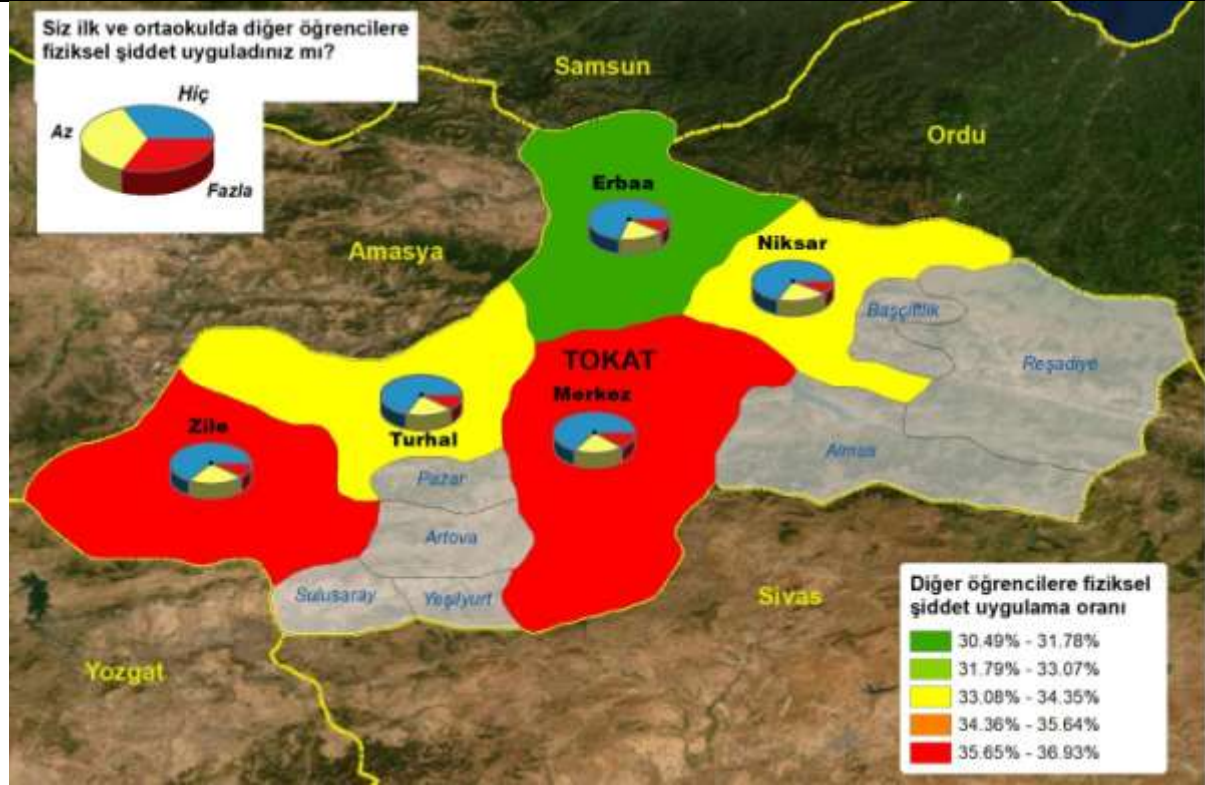 Siz ilk ve ortaokulda diğer öğrencilere
fiziksel şiddet uyguladınız mı?
Hiç
Az
Fazla
Samsun
Ordu
Amasya
Erbaa
Niksar
Başçiftlik
Reşadiye
TOKAT
Merkez
Zile
Turhal
Pazar
Almus
Artova
Sulusaray
Yeşilyurt
Sivas
Yozgat
Diğer öğrencilere fiziksel
şiddet uygulama oranı
30.49% - 31.78%
31.79% - 33.07%
33.08% - 34.35%
34.36% - 35.64%
35.65% - 36.93%